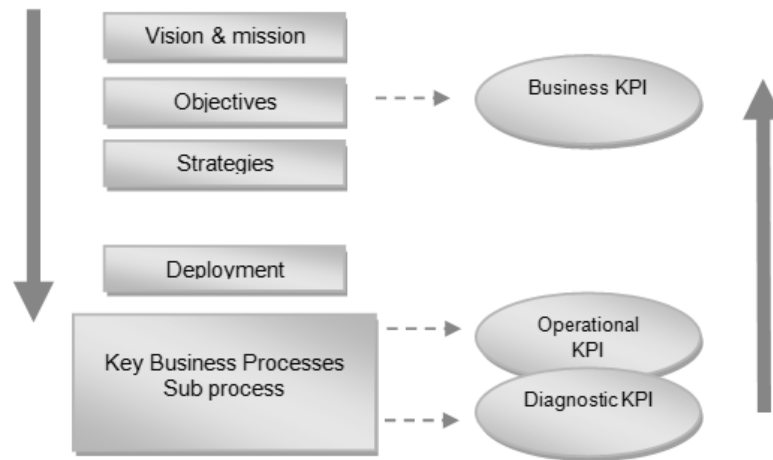 Vision & mission
Objectives
Business KPI
Strategies
Deployment
Key Business Processes
Sub process
Operational
KPI
Diagnostic KPI